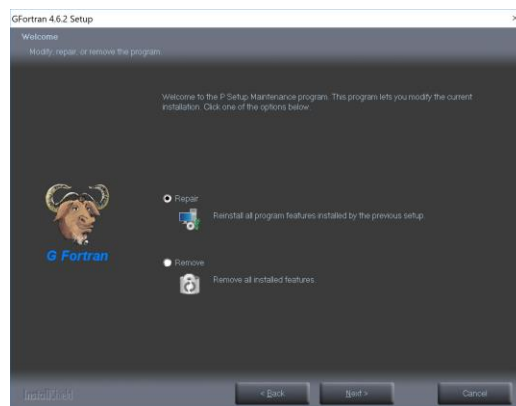 GFortran 4.6.2 Setup
Welcome
Modify, repair, or remove the program.
Welcome to the P Setup Maintenance program. This program lets you modify the current
installation. Click one of the options below.
Repair
Reinstall all program features installed by the previous setup.
G Fortran
Remove
Remove all installed features.
InstallShield
< Back
Next >
Cancel